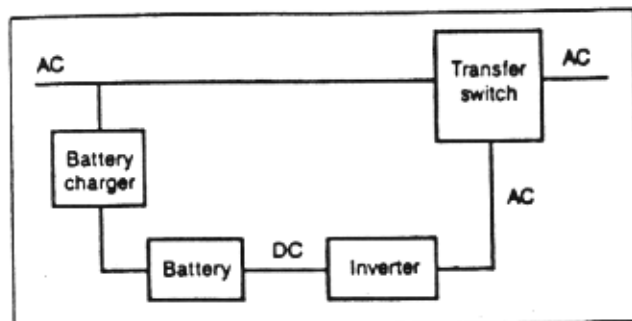 AC
Transfer
switch
AC
Battery
charger
AC
Battery
DC
Inverter